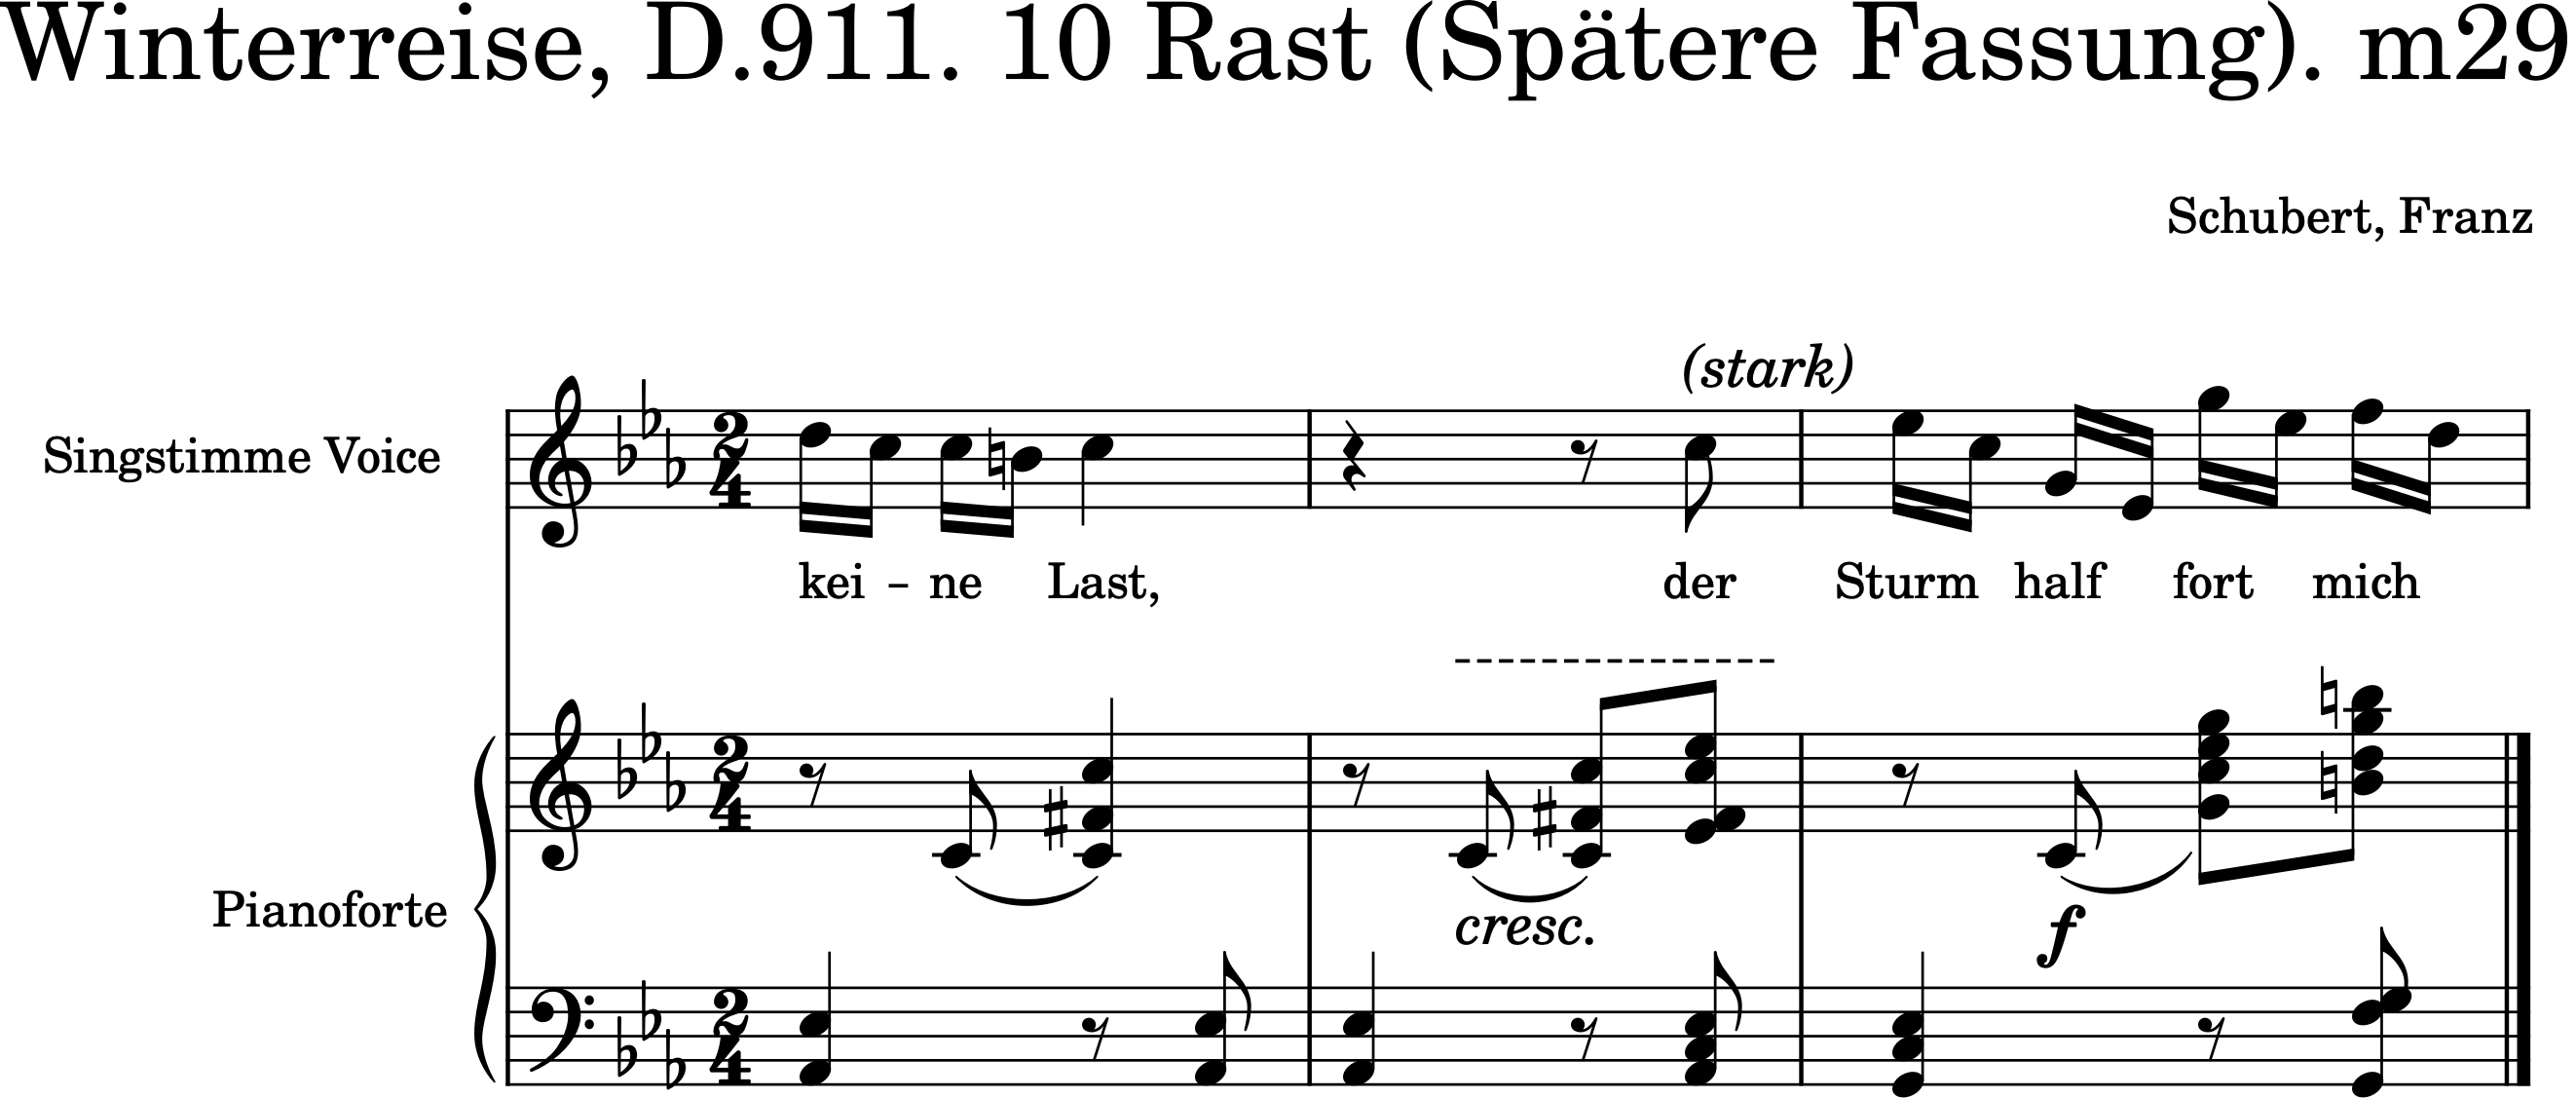 Winterreise, D.911. 10 Rast (Spätere Fassung). m29
Schubert, Franz
(stark)
Singstimme Voice
kei - ne Last, der Sturm half fort mich
Pianoforte
cresc.
f